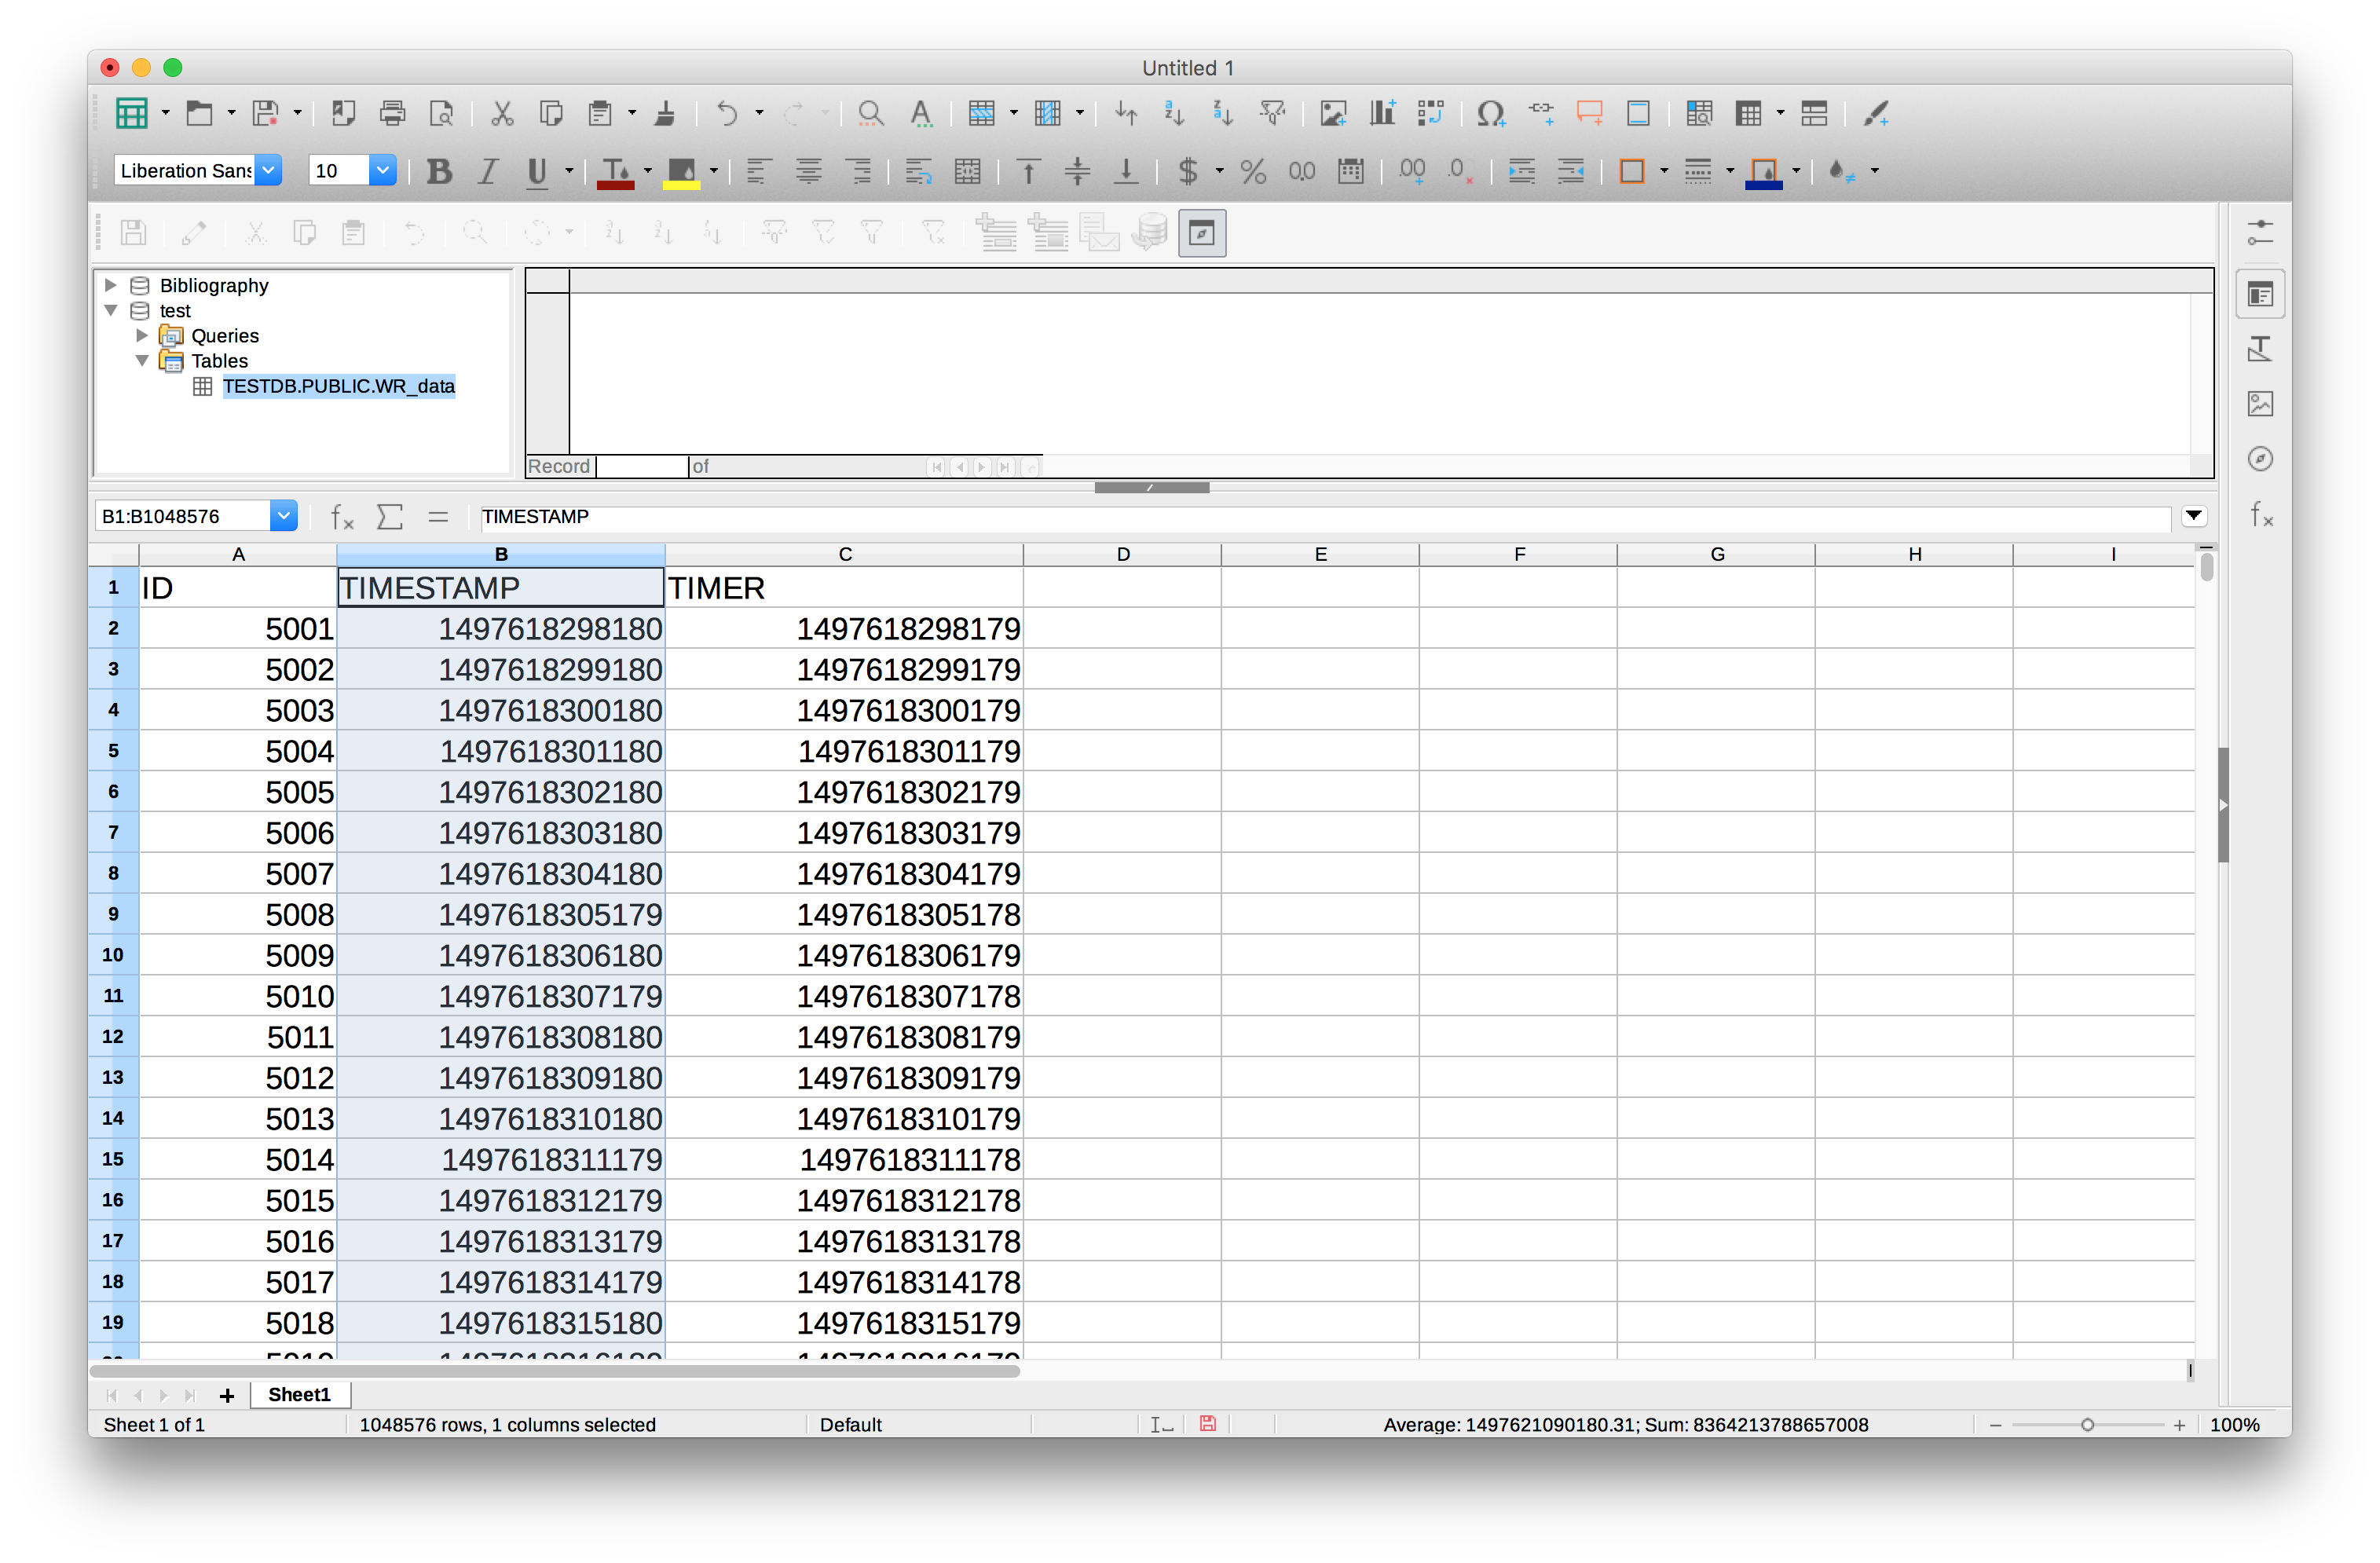 Untitled 1
Liberation Sans 10
Bibliography
test
Queries
Tables
TESTDB.PUBLIC.WR_data
Record of
B1:B1048576 TIMESTAMP
A B C D E F G H I
1 ID TIMESTAMP TIMER
2 5001 1497618298180 1497618298179
3 5002 1497618299180 1497618299179
4 5003 1497618300180 1497618300179
5 5004 1497618301180 1497618301179
6 5005 1497618302180 1497618302179
7 5006 1497618303180 1497618303179
8 5007 1497618304180 1497618304179
9 5008 1497618305179 1497618305178
10 5009 1497618306180 1497618306179
11 5010 1497618307179 1497618307178
12 5011 1497618308180 1497618308179
13 5012 1497618309180 1497618309179
14 5013 1497618310180 1497618310179
15 5014 1497618311179 1497618311178
16 5015 1497618312179 1497618312178
17 5016 1497618313179 1497618313178
18 5017 1497618314179 1497618314178
19 5018 1497618315180 1497618315179
Sheet1
Sheet 1 of 1 1048576 rows, 1 columns selected Default Average: 1497621090180.31; Sum: 8364213788657008 100%